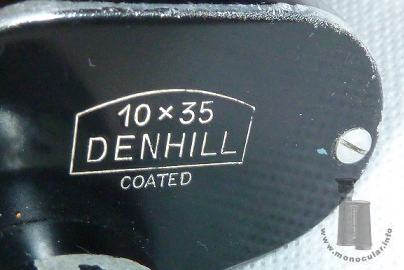 10 × 35
DENHILL
COATED
www.monocular.info